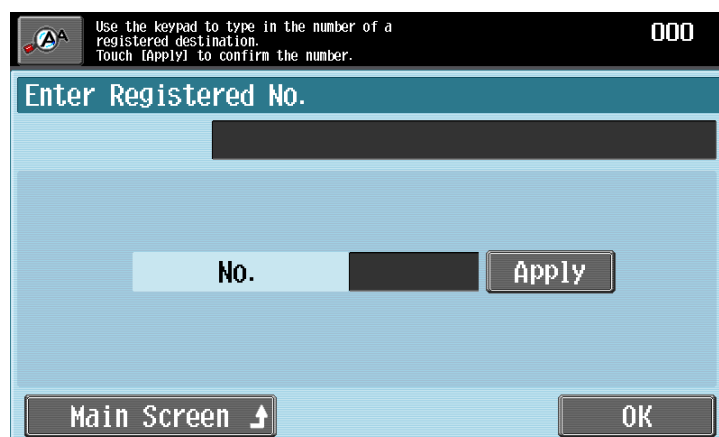 AA
Use the keypad to type in the number of a
registered destination.
Touch [Apply] to confirm the number.
000
Enter Registered No.
No.
Apply
Main Screen
OK